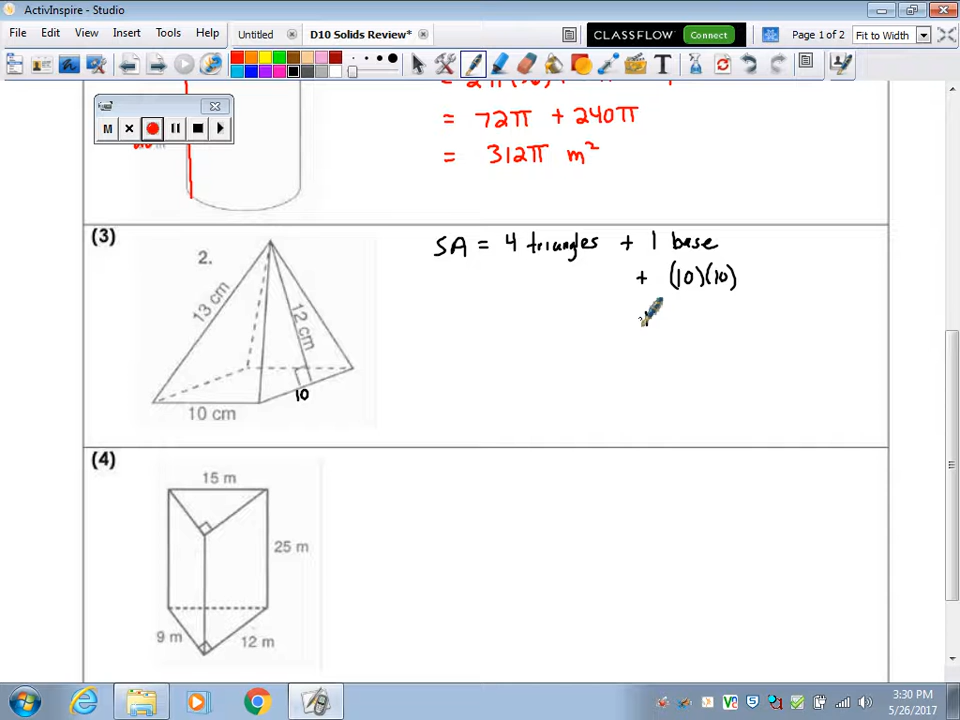 ActivInspire - Studio
File Edit View Insert Tools Help
Untitled
D10 Solids Review*
CLASSFLOW Connect
Page 1 of 2
Fit to Width
M
= 72π + 240π
= 312π m²
(3)
2.
13 cm
12 cm
10
10 cm
SA = 4 triangles + 1 base
+ (10)(10)
(4)
15 m
25 m
9 m
12 m
3:30 PM
5/26/2017